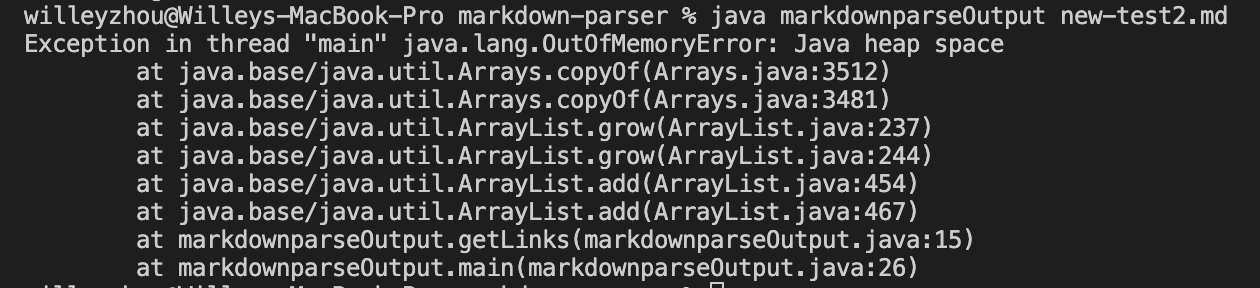 willeyzhou@Willeys-MacBook-Pro markdown-parser % java markdownparseOutput new-test2.md
Exception in thread "main" java.lang.OutOfMemoryError: Java heap space
        at java.base/java.util.Arrays.copyOf(Arrays.java:3512)
        at java.base/java.util.Arrays.copyOf(Arrays.java:3481)
        at java.base/java.util.ArrayList.grow(ArrayList.java:237)
        at java.base/java.util.ArrayList.grow(ArrayList.java:244)
        at java.base/java.util.ArrayList.add(ArrayList.java:454)
        at java.base/java.util.ArrayList.add(ArrayList.java:467)
        at markdownparseOutput.getLinks(markdownparseOutput.java:15)
        at markdownparseOutput.main(markdownparseOutput.java:26)